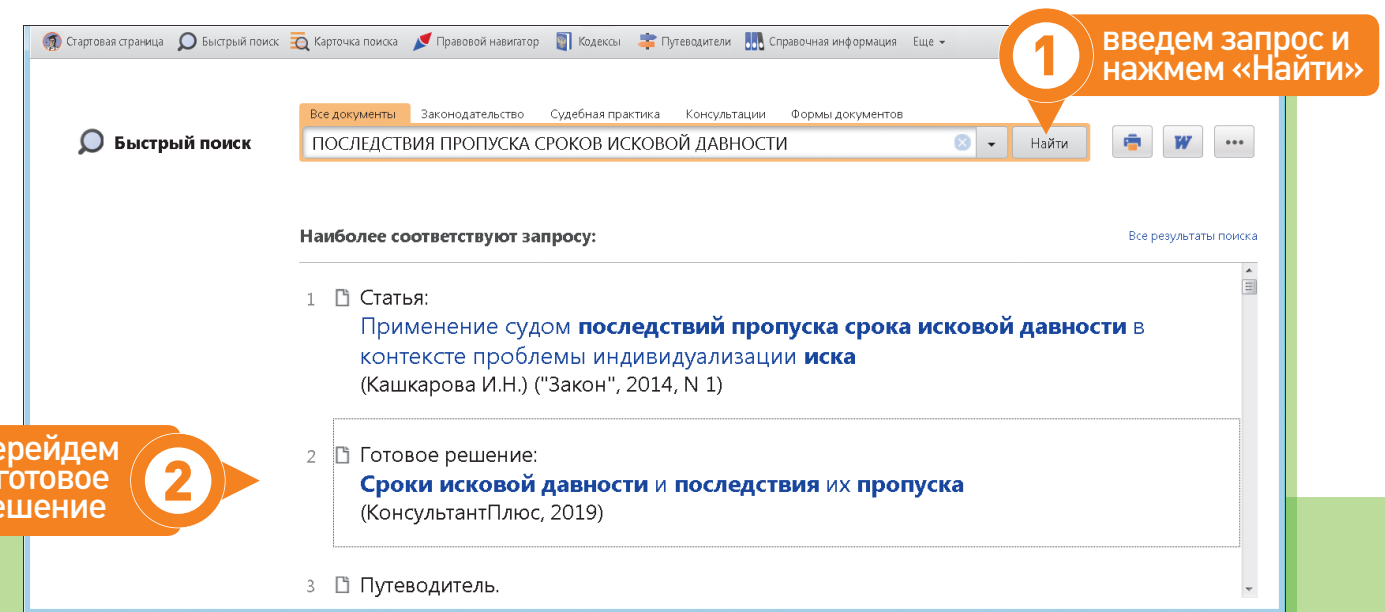 Стартовая страница Быстрый поиск Карточка поиска Правовой навигатор Кодексы Путеводители Справочная информация Еще
1
введем запрос и
нажмем «Найти»
Все документы Законодательство Судебная практика Консультации Формы документов
Быстрый поиск
ПОСЛЕДСТВИЯ ПРОПУСКА СРОКОВ ИСКОВОЙ ДАВНОСТИ
Найти
W
Наиболее соответствуют запросу:
Все результаты поиска
1 Статья:
Применение судом последствий пропуска срока исковой давности в
контексте проблемы индивидуализации иска
(Кашкарова И.Н.) ("Закон", 2014, N 1)
ерейдем
готовое
ешение
2
2 Готовое решение:
Сроки исковой давности и последствия их пропуска
(КонсультантПлюс, 2019)
3 Путеводитель.